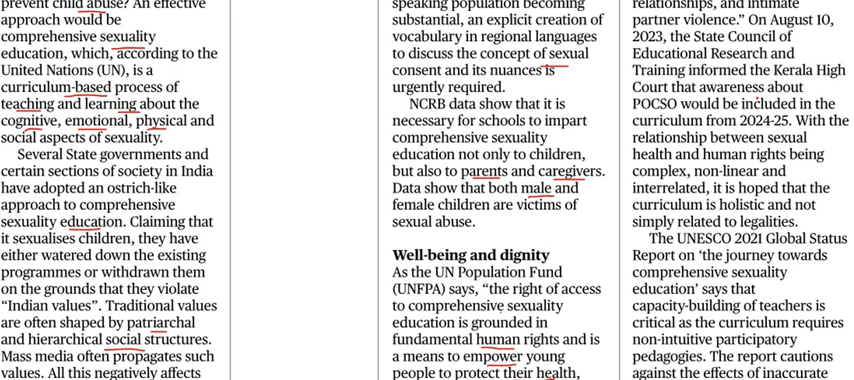 prevent child abuse? An effective
approach would be
comprehensive sexuality
education, which, according to the
United Nations (UN), is a
curriculum-based process of
teaching and learning about the
cognitive, emotional, physical and
social aspects of sexuality.
Several State governments and
certain sections of society in India
have adopted an ostrich-like
approach to comprehensive
sexuality education. Claiming that
it sexualises children, they have
either watered down the existing
programmes or withdrawn them
on the grounds that they violate
“Indian values”. Traditional values
are often shaped by patriarchal
and hierarchical social structures.
Mass media often propagates such
values. All this negatively affects
speaking population becoming
substantial, an explicit creation of
vocabulary in regional languages
to discuss the concept of sexual
consent and its nuances is
urgently required.
NCRB data show that it is
necessary for schools to impart
comprehensive sexuality
education not only to children,
but also to parents and caregivers.
Data show that both male and
female children are victims of
sexual abuse.
Well-being and dignity
As the UN Population Fund
(UNFPA) says, “the right of access
to comprehensive sexuality
education is grounded in
fundamental human rights and is
a means to empower young
people to protect their health,
relationships, and intimate
partner violence.” On August 10,
2023, the State Council of
Educational Research and
Training informed the Kerala High
Court that awareness about
POCSO would be included in the
curriculum from 2024-25. With the
relationship between sexual
health and human rights being
complex, non-linear and
interrelated, it is hoped that the
curriculum is holistic and not
simply related to legalities.
The UNESCO 2021 Global Status
Report on ‘the journey towards
comprehensive sexuality
education’ says that
capacity-building of teachers is
critical as the curriculum requires
non-intuitive participatory
pedagogies. The report cautions
against the effects of inaccurate